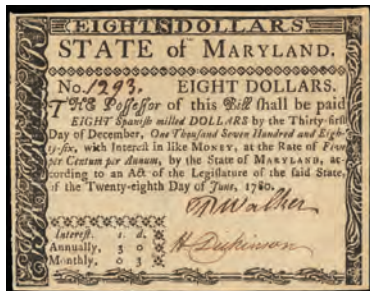 EIGHT DOLLARS
STATE of MARYLAND.
No. 1293. EIGHT DOLLARS.
THE Possessor of this Bill shall be paid
EIGHT Spanish milled DOLLARS by the Thirty-first
Day of December, One Thousand Seven Hundred and Eigh-
ty-six, with Interest in like MONEY, at the Rate of Five
per Centum per Annum, by the State of MARYLAND, ac-
cording to an Act of the Legislature of the said State,
of the Twenty-eighth Day of June, 1780.
Walker
Interest. s. d.
H Dickinson
Annually, 3 0
Monthly, 0 3